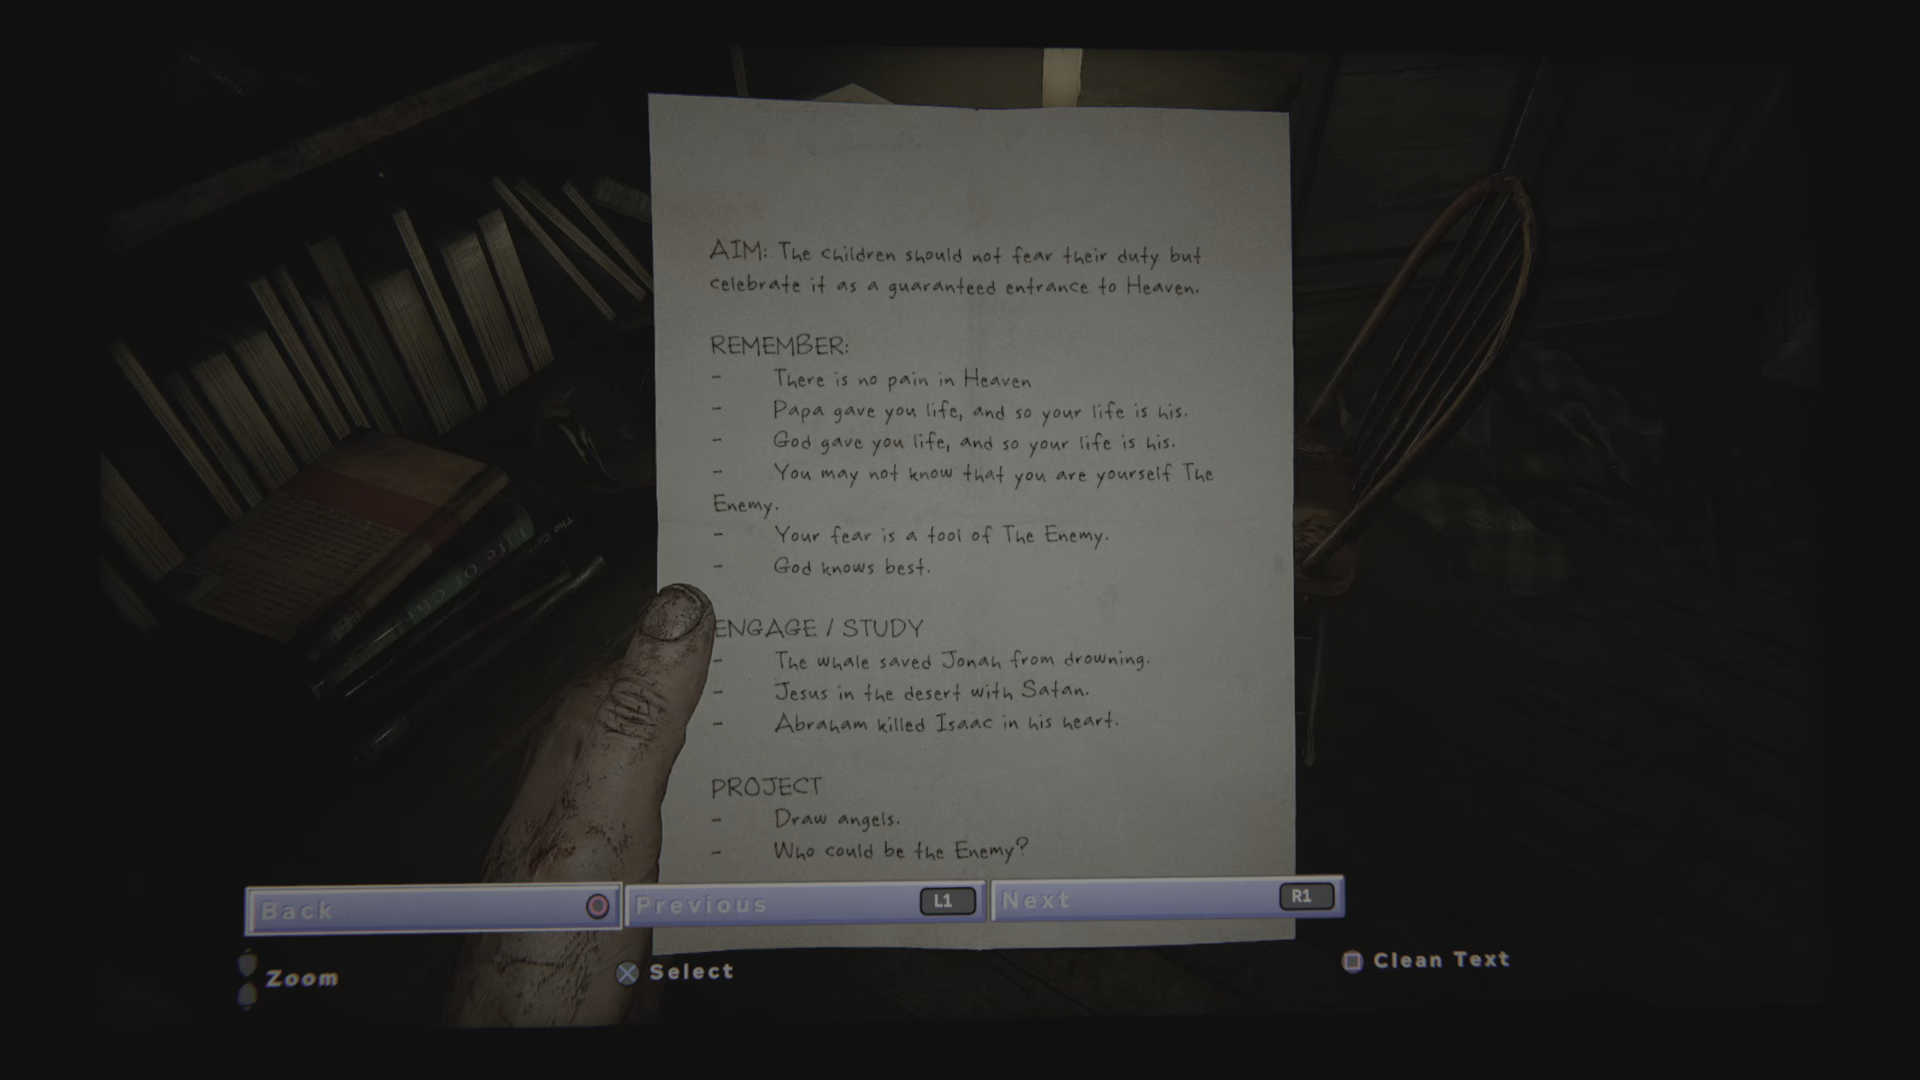 AIM: The children should not fear their duty but
celebrate it as a guaranteed entrance to Heaven.
REMEMBER:
- There is no pain in Heaven
- Papa gave you life, and so your life is his.
- God gave you life, and so your life is his.
- You may not know that you are yourself The
Enemy.
- Your fear is a tool of The Enemy.
- God knows best.
ENGAGE / STUDY
- The whale saved Jonah from drowning.
- Jesus in the desert with Satan.
- Abraham killed Isaac in his heart.
PROJECT
- Draw angels.
- Who could be the Enemy?
Back
Previous L1
Next R1
Zoom
Select
Clean Text
The
Life of